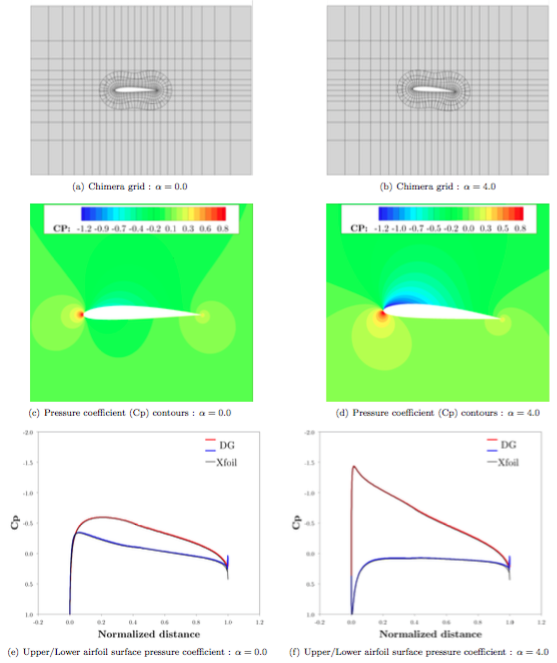 (a) Chimera grid : α = 0.0
(b) Chimera grid : α = 4.0
CP: -1.2 -0.9 -0.7 -0.4 -0.2 0.1 0.3 0.6 0.8
CP: -1.2 -1.0 -0.7 -0.5 -0.2 0.0 0.3 0.5 0.8
(c) Pressure coefficient (Cp) contours : α = 0.0
(d) Pressure coefficient (Cp) contours : α = 4.0
-2.0
-1.5
-1.0
-0.5
0.0
0.5
1.0
Cp
DG
Xfoil
-0.2 0.0 0.2 0.4 0.6 0.8 1.0 1.2
Normalized distance
-2.0
-1.5
-1.0
-0.5
0.0
0.5
1.0
Cp
DG
Xfoil
-0.2 0.0 0.2 0.4 0.6 0.8 1.0 1.2
Normalized distance
(e) Upper/Lower airfoil surface pressure coefficient : α = 0.0
(f) Upper/Lower airfoil surface pressure coefficient : α = 4.0